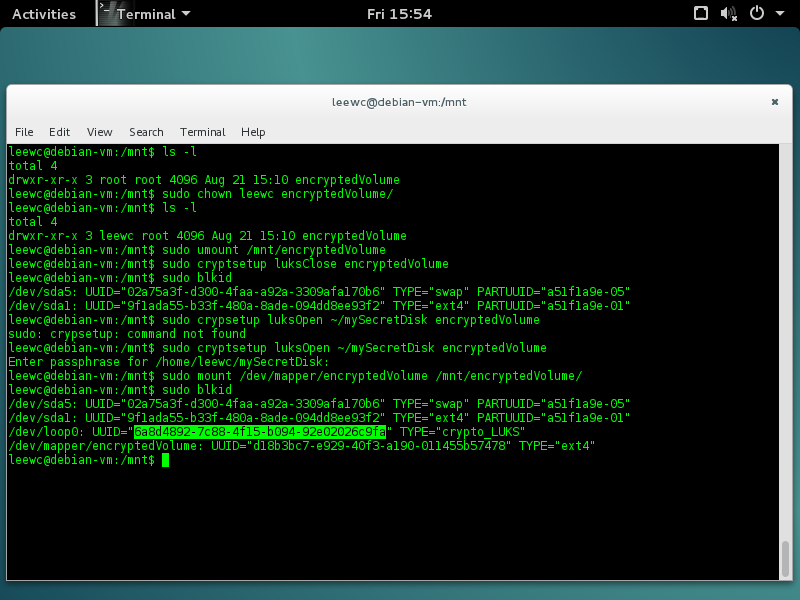 Activities
Terminal
Fri 15:54
leewc@debian-vm:/mnt
File Edit View Search Terminal Help
leewc@debian-vm:/mnt$ ls -l
total 4
drwxr-xr-x 3 root root 4096 Aug 21 15:10 encryptedVolume
leewc@debian-vm:/mnt$ sudo chown leewc encryptedVolume/
leewc@debian-vm:/mnt$ ls -l
total 4
drwxr-xr-x 3 leewc root 4096 Aug 21 15:10 encryptedVolume
leewc@debian-vm:/mnt$ sudo umount /mnt/encryptedVolume
leewc@debian-vm:/mnt$ sudo cryptsetup luksClose encryptedVolume
leewc@debian-vm:/mnt$ sudo blkid
/dev/sda5: UUID="02a75a3f-d300-4faa-a92a-3309afa170b6" TYPE="swap" PARTUUID="a51f1a9e-05"
/dev/sda1: UUID="9f1ada55-b33f-480a-8ade-094dd8ee93f2" TYPE="ext4" PARTUUID="a51f1a9e-01"
leewc@debian-vm:/mnt$ sudo crypsetup luksOpen ~/mySecretDisk encryptedVolume
sudo: crypsetup: command not found
leewc@debian-vm:/mnt$ sudo cryptsetup luksOpen ~/mySecretDisk encryptedVolume
Enter passphrase for /home/leewc/mySecretDisk:
leewc@debian-vm:/mnt$ sudo mount /dev/mapper/encryptedVolume /mnt/encryptedVolume/
leewc@debian-vm:/mnt$ sudo blkid
/dev/sda5: UUID="02a75a3f-d300-4faa-a92a-3309afa170b6" TYPE="swap" PARTUUID="a51f1a9e-05"
/dev/sda1: UUID="9f1ada55-b33f-480a-8ade-094dd8ee93f2" TYPE="ext4" PARTUUID="a51f1a9e-01"
/dev/loop0: UUID="6a8d4892-7c88-4f15-b094-92e02026c9fa" TYPE="crypto_LUKS"
/dev/mapper/encryptedVolume: UUID="d18b3bc7-e929-40f3-a190-011455b57478" TYPE="ext4"
leewc@debian-vm:/mnt$